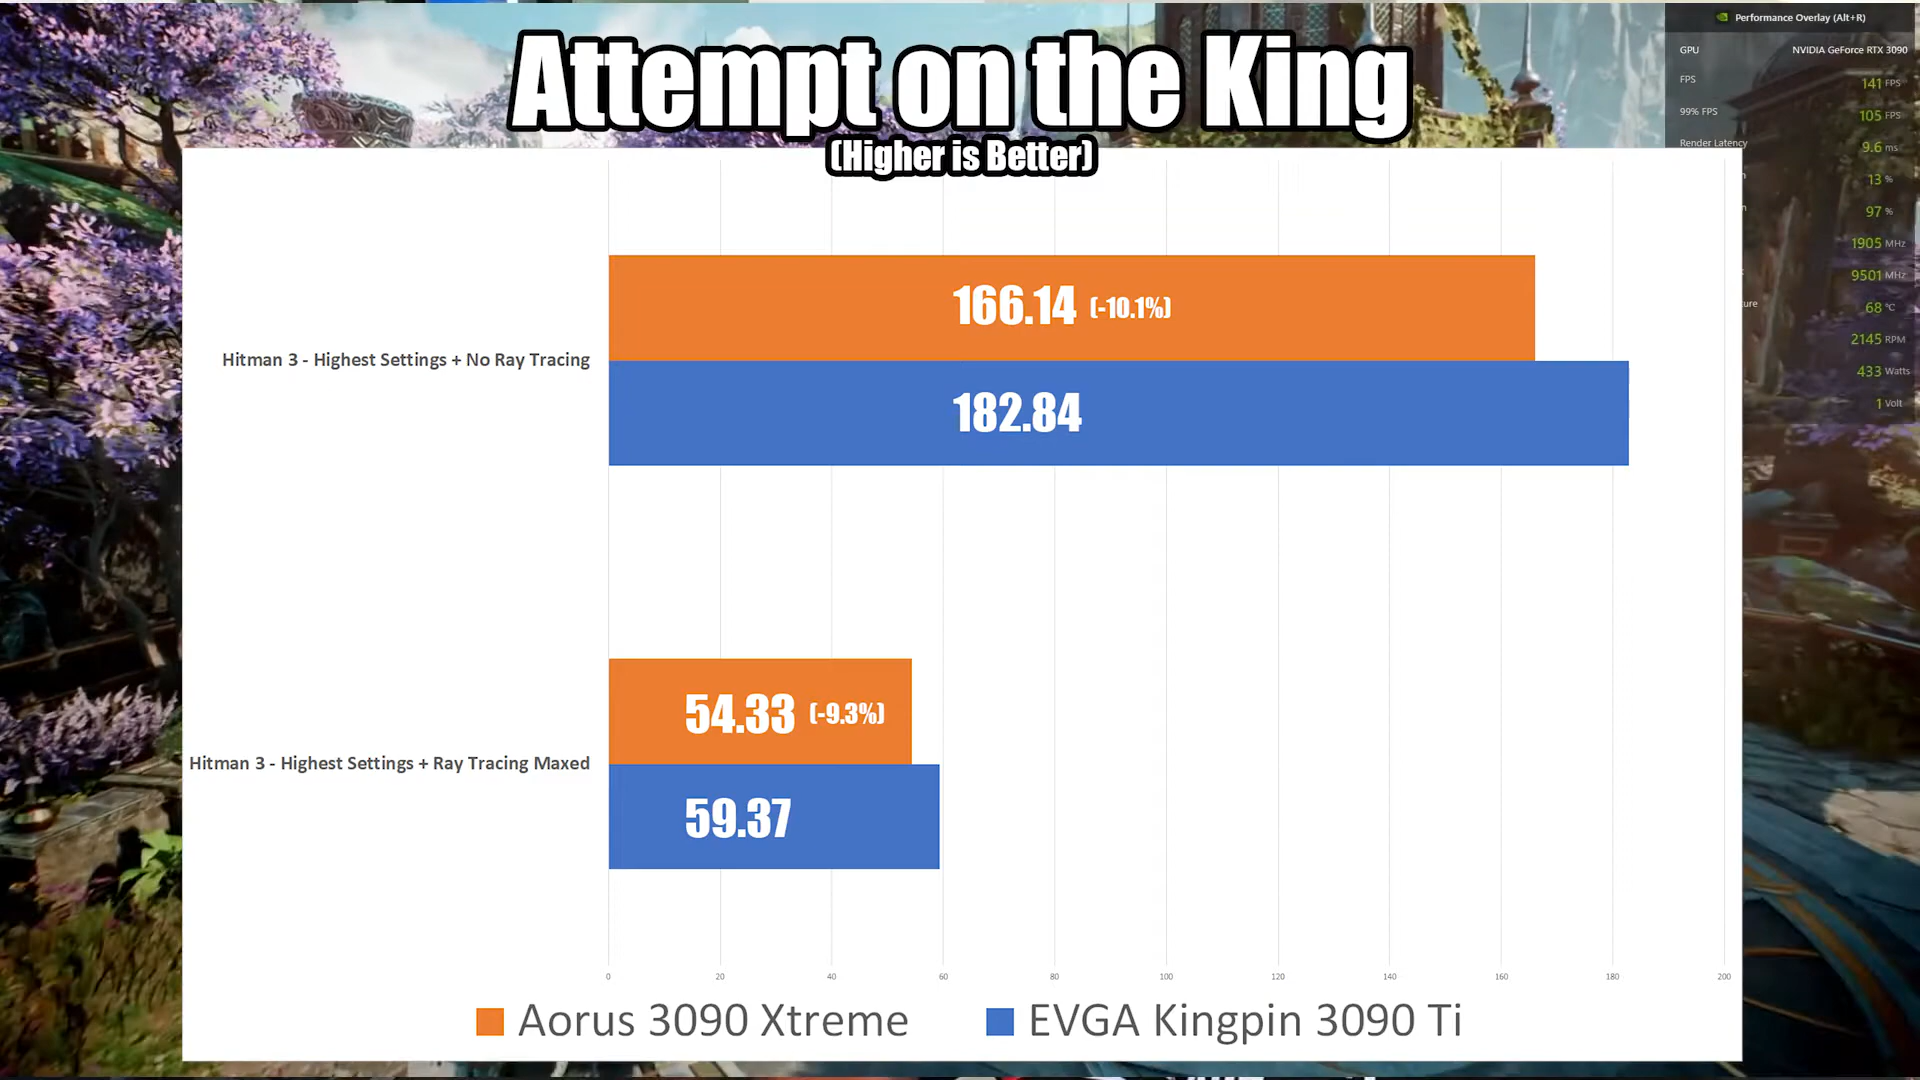 Attempt on the King
(Higher is Better)
Performance Overlay (Alt+R)
GPU NVIDIA GeForce RTX 3090
FPS 141 FPS
99% FPS 105 FPS
Render Latency 9.6 ms
13 %
97 %
1905 MHz
9501 MHz
68 °C
2145 RPM
433 Watts
1 Volt
Hitman 3 - Highest Settings + No Ray Tracing
166.14 (-10.1%)
182.84
Hitman 3 - Highest Settings + Ray Tracing Maxed
54.33 (-9.3%)
59.37
0 20 40 60 80 100 120 140 160 180 200
Aorus 3090 Xtreme EVGA Kingpin 3090 Ti